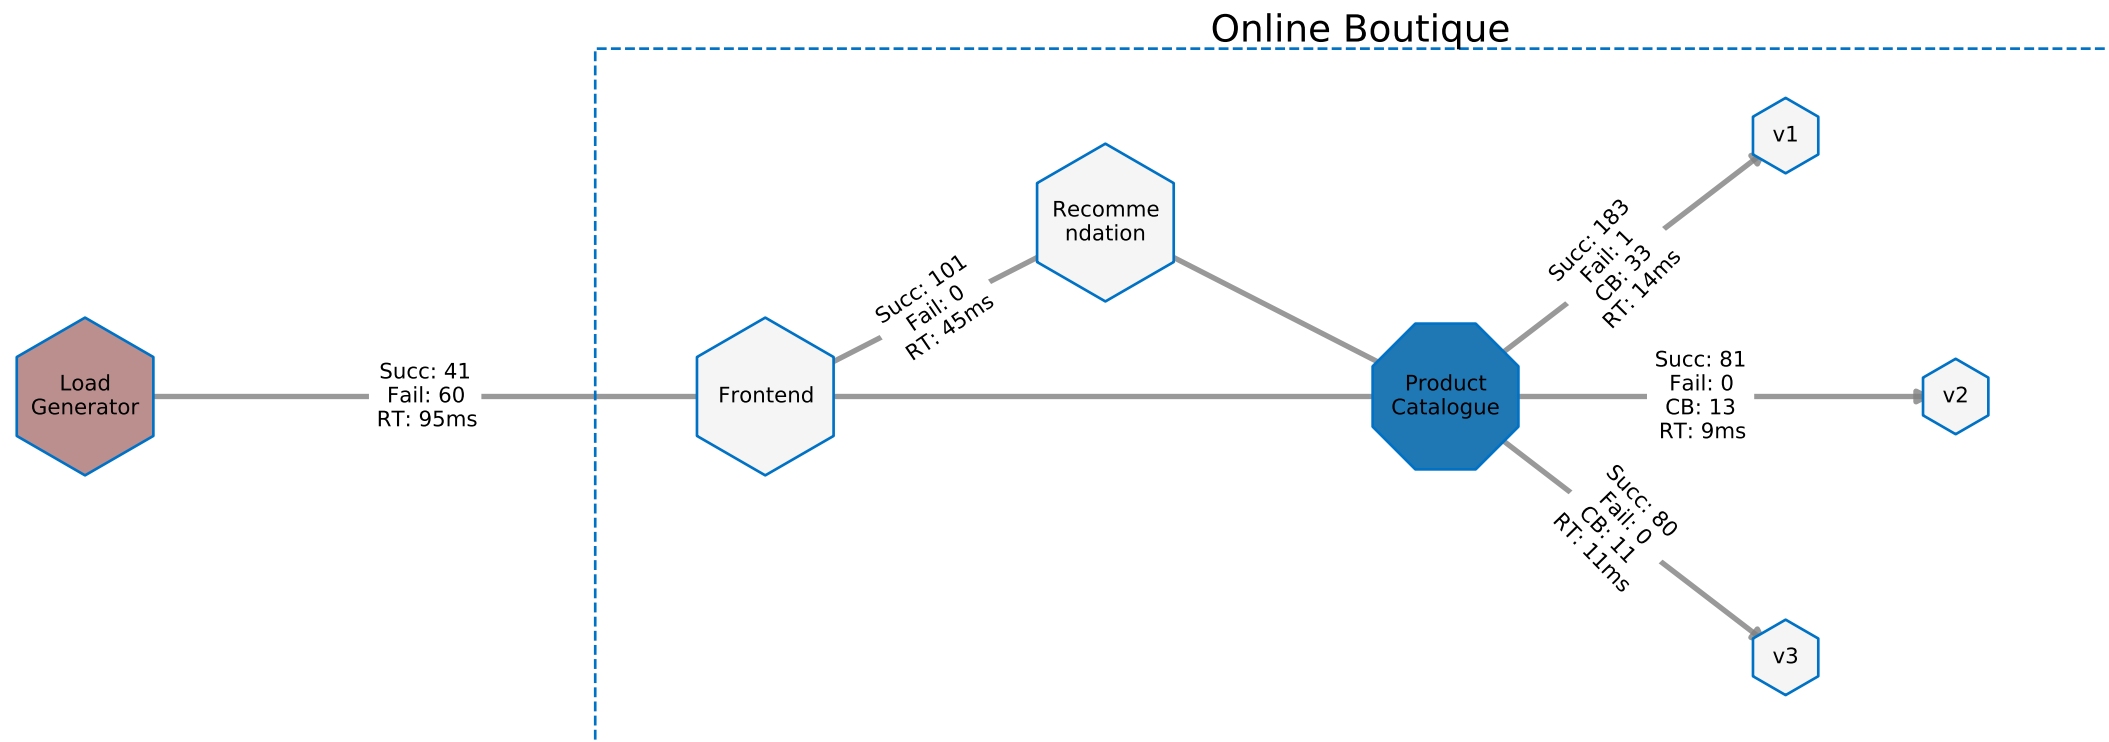 Online Boutique
Load
Generator
Succ: 41
Fail: 60
RT: 95ms
Frontend
Succ: 101
Fail: 0
RT: 45ms
Recomme
ndation
Product
Catalogue
Succ: 183
Fail: 1
CB: 33
RT: 14ms
v1
Succ: 81
Fail: 0
CB: 13
RT: 9ms
v2
Succ: 80
Fail: 0
CB: 11
RT: 11ms
v3